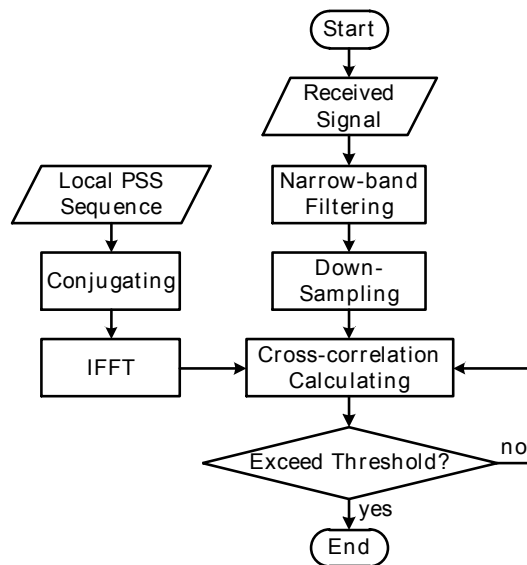 Start
Received
Signal
Local PSS
Sequence
Narrow-band
Filtering
Conjugating
Down-
Sampling
IFFT
Cross-correlation
Calculating
Exceed Threshold?
no
yes
End